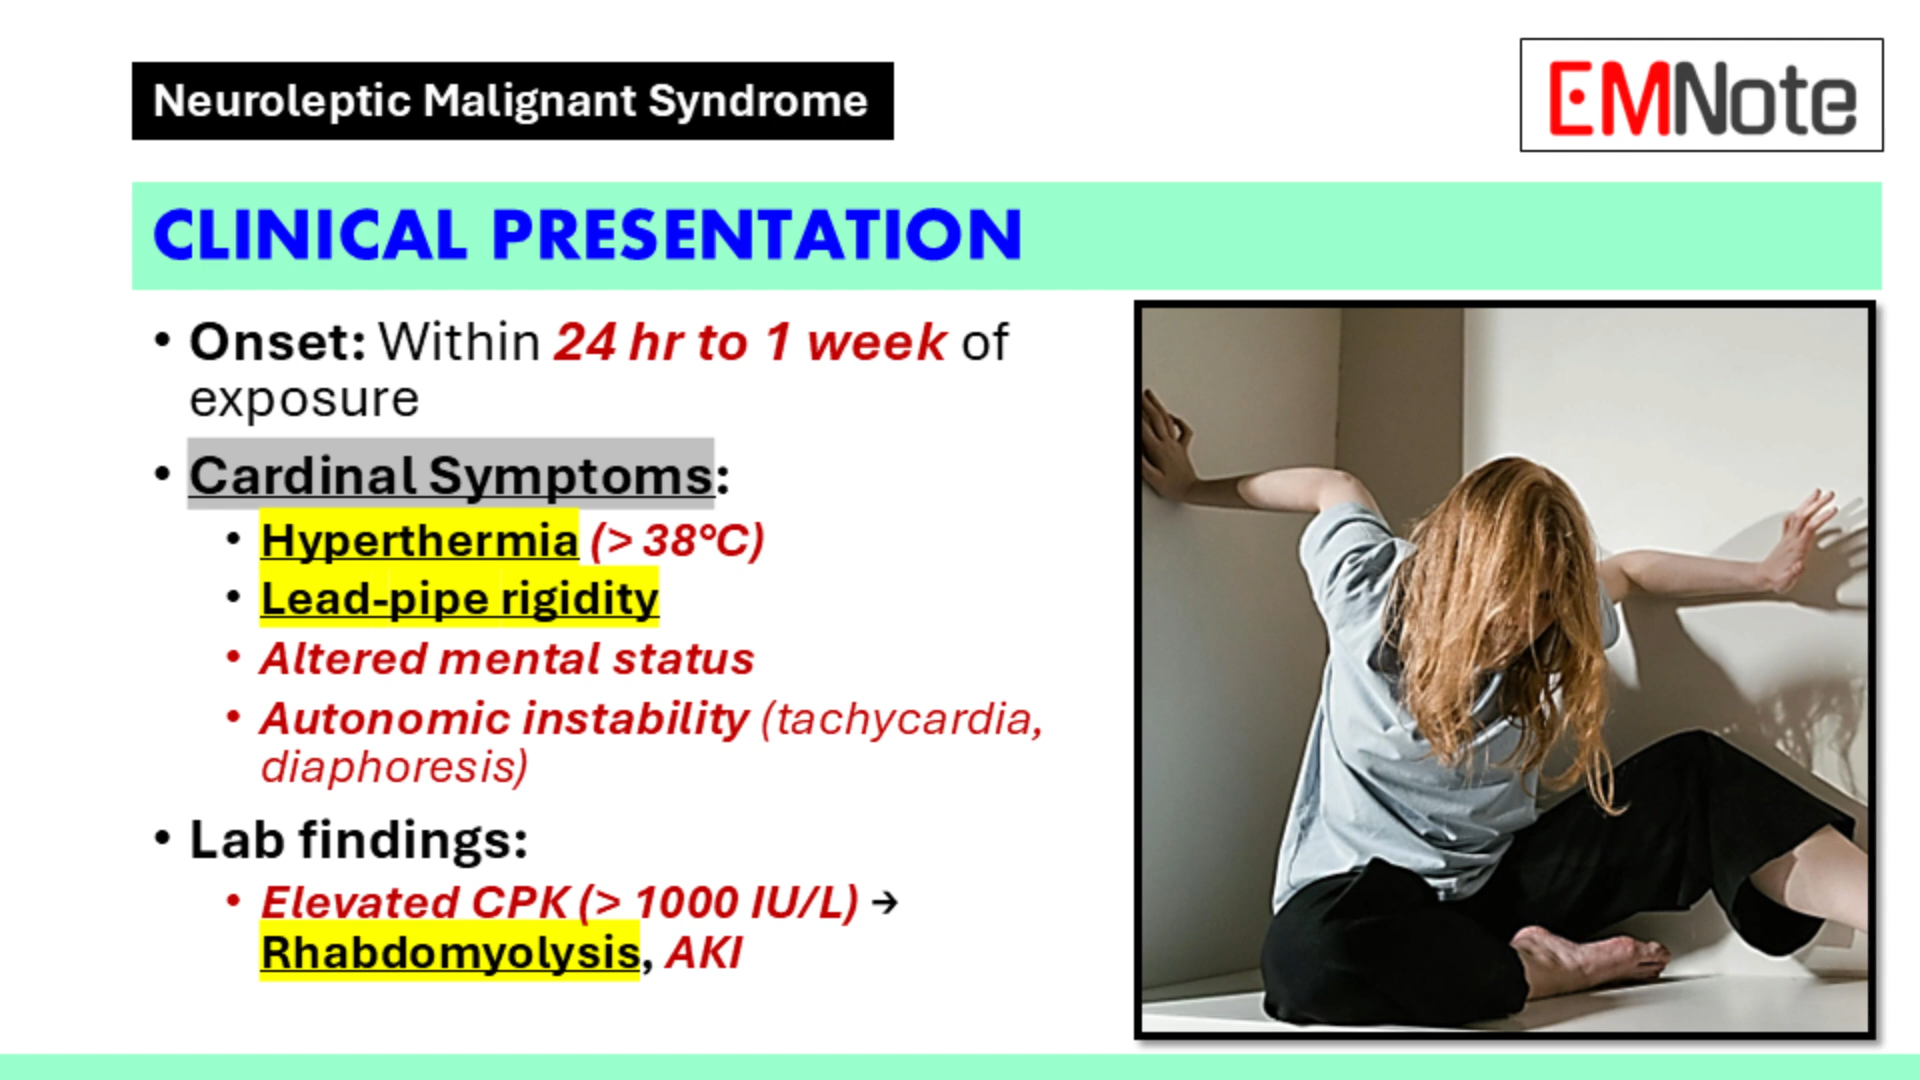 Neuroleptic Malignant Syndrome
EMNote
CLINICAL PRESENTATION
• Onset: Within 24 hr to 1 week of
exposure
• Cardinal Symptoms:
• Hyperthermia (> 38°C)
• Lead-pipe rigidity
• Altered mental status
• Autonomic instability (tachycardia,
diaphoresis)
• Lab findings:
• Elevated CPK (> 1000 IU/L) →
Rhabdomyolysis, AKI